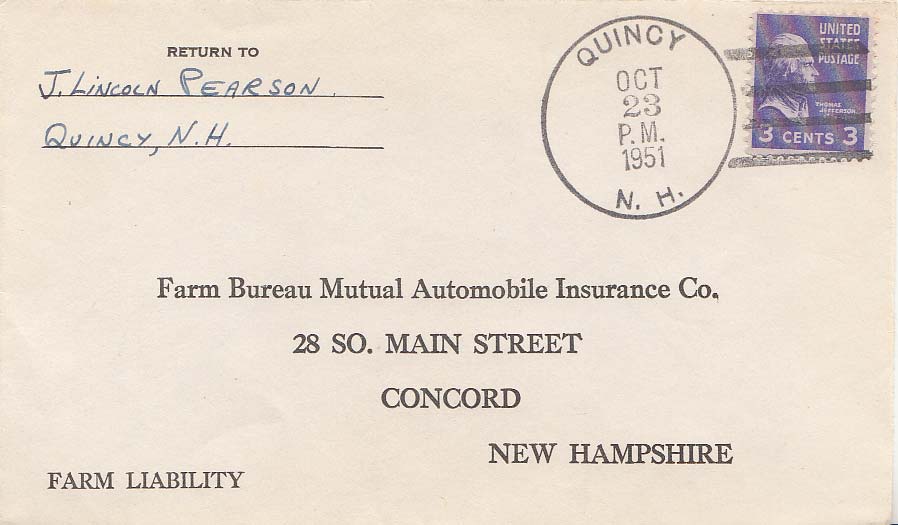 RETURN TO
J. LINCOLN PEARSON.
QUINCY, N.H.
QUINCY
OCT
23
P.M.
1951
N. H.
UNITED
STATES
POSTAGE
THOMAS
JEFFERSON
3 CENTS 3
Farm Bureau Mutual Automobile Insurance Co.
28 SO. MAIN STREET
CONCORD
NEW HAMPSHIRE
FARM LIABILITY